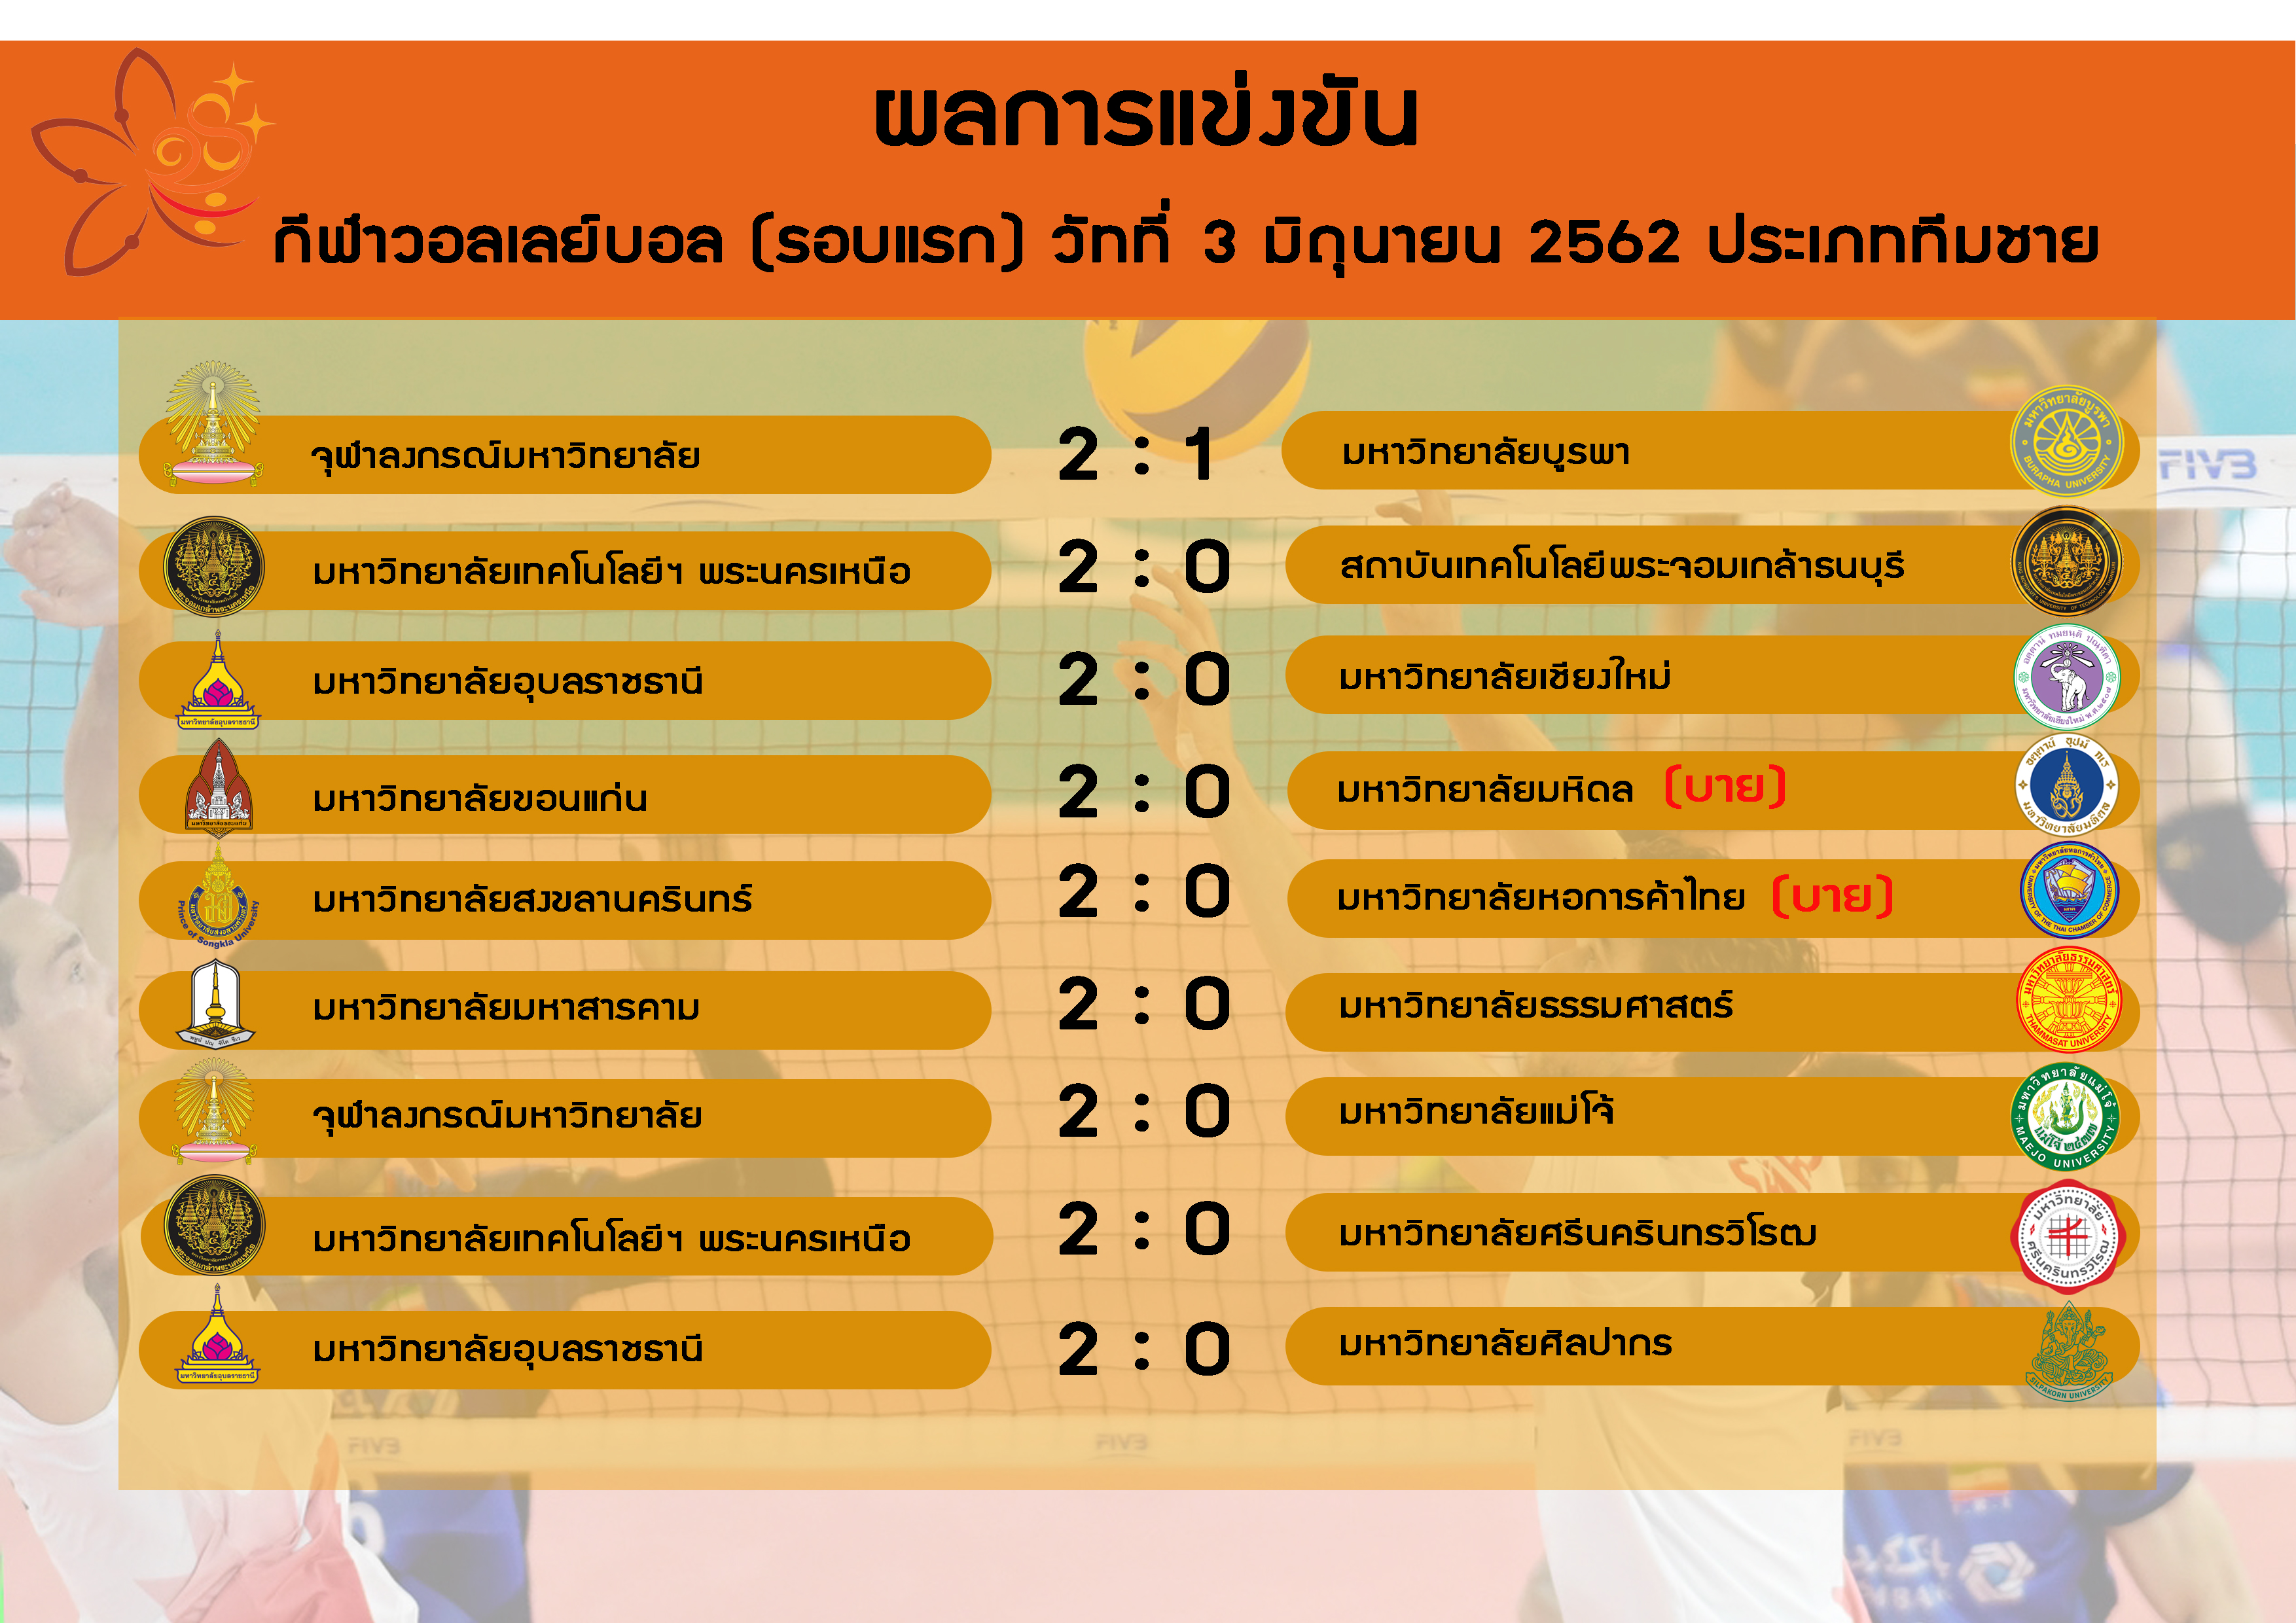 ผลการแข่งขัน
กีฬาวอลเลย์บอล (รอบแรก) วัทที่ 3 มิถุนายน 2562 ประเภททีมชาย
จุฬาลงกรณ์มหาวิทยาลัย 2 : 1 มหาวิทยาลัยบูรพา
มหาวิทยาลัยเทคโนโลยีฯ พระนครเหนือ 2 : 0 สถาบันเทคโนโลยีพระจอมเกล้าธนบุรี
มหาวิทยาลัยอุบลราชธานี 2 : 0 มหาวิทยาลัยเชียงใหม่
มหาวิทยาลัยขอนแก่น 2 : 0 มหาวิทยาลัยมหิดล (บาย)
มหาวิทยาลัยสงขลานครินทร์ 2 : 0 มหาวิทยาลัยหอการค้าไทย (บาย)
มหาวิทยาลัยมหาสารคาม 2 : 0 มหาวิทยาลัยธรรมศาสตร์
จุฬาลงกรณ์มหาวิทยาลัย 2 : 0 มหาวิทยาลัยแม่โจ้
มหาวิทยาลัยเทคโนโลยีฯ พระนครเหนือ 2 : 0 มหาวิทยาลัยศรีนครินทรวิโรฒ
มหาวิทยาลัยอุบลราชธานี 2 : 0 มหาวิทยาลัยศิลปากร
FIVB
FIVB
FIVB
FIVB